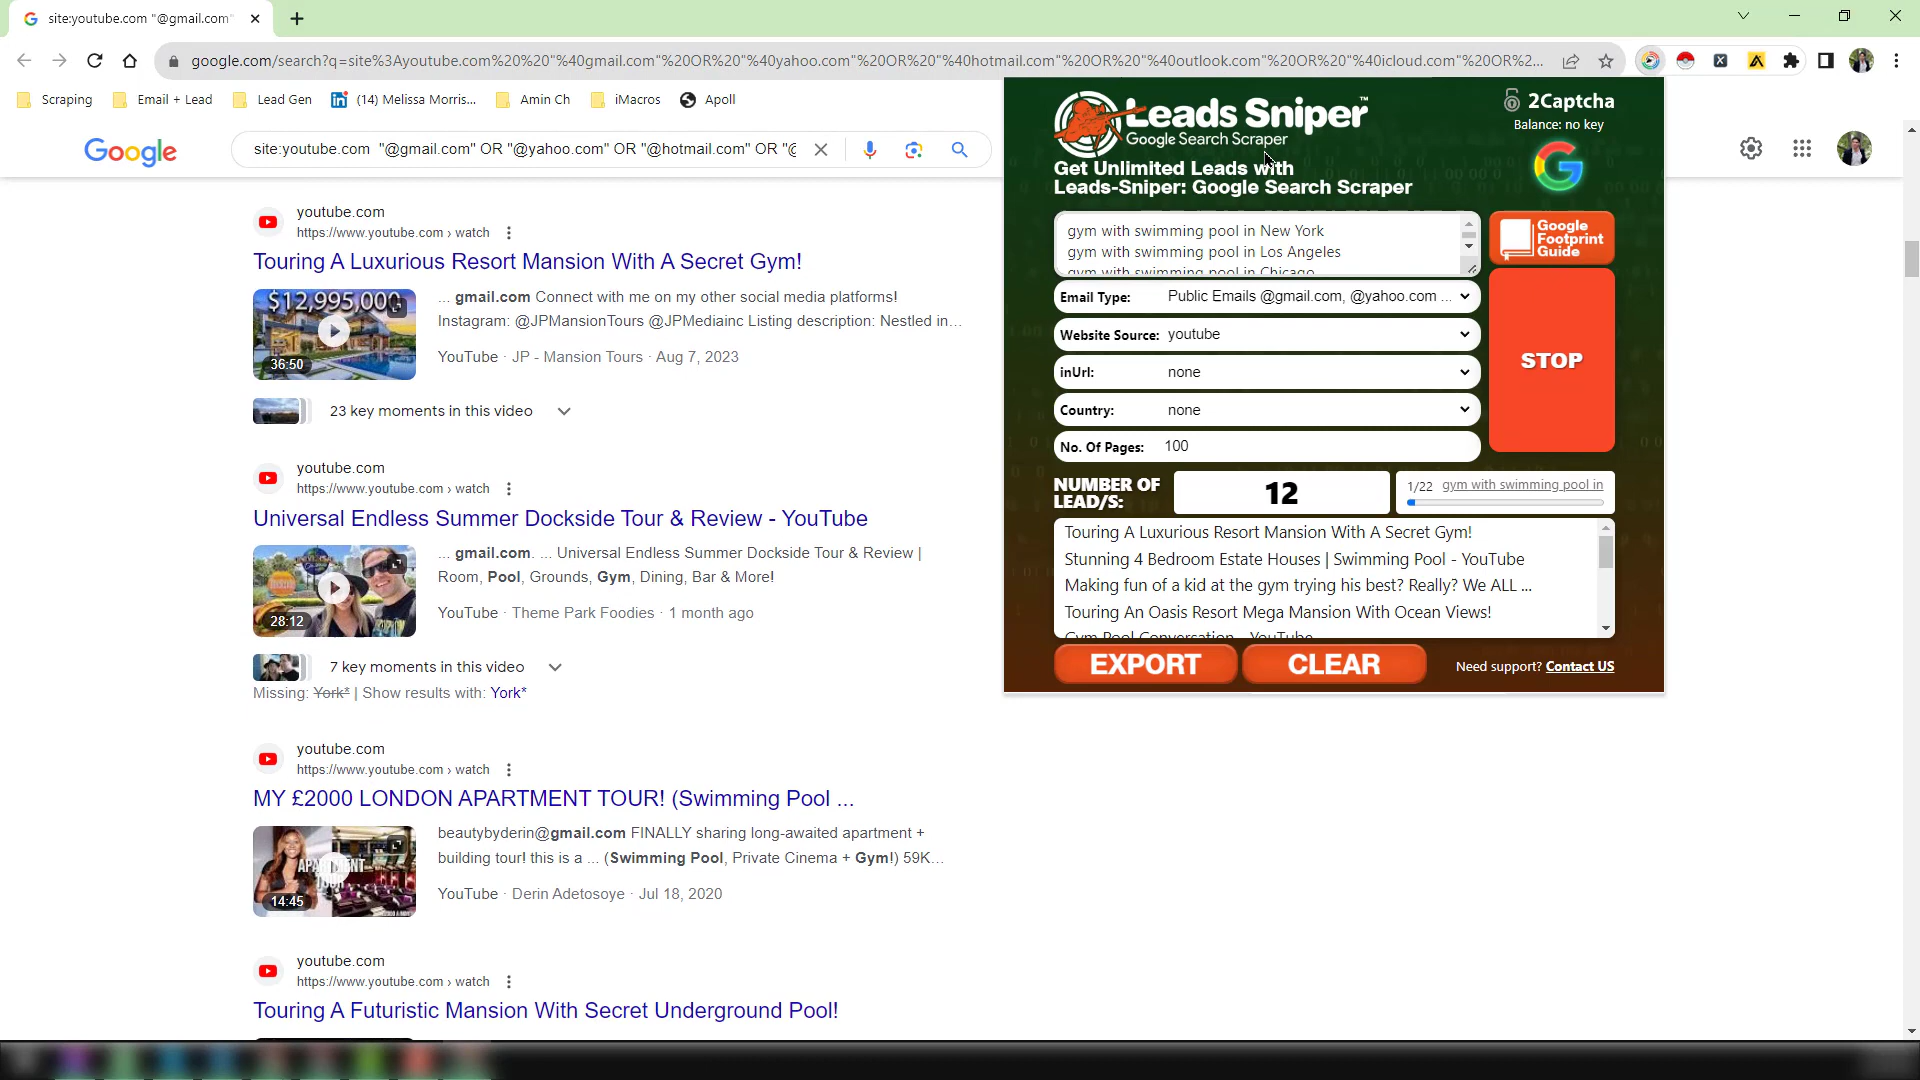 site:youtube.com "@gmail.com"
google.com/search?q=site%3Ayoutube.com%20%20"%40gmail.com"%20OR%20"%40yahoo.com"%20OR%20"%40hotmail.com"%20OR%20"%40outlook.com"%20OR%20"%40icloud.com"%20OR%2...
Scraping
Email + Lead
Lead Gen
(14) Melissa Morris...
Amin Ch
iMacros
Apoll
Google
site:youtube.com "@gmail.com" OR "@yahoo.com" OR "@hotmail.com" OR "@
youtube.com
https://www.youtube.com › watch
Touring A Luxurious Resort Mansion With A Secret Gym!
$12,995,000
36:50
... gmail.com Connect with me on my other social media platforms!
Instagram: @JPMansionTours @JPMediainc Listing description: Nestled in...
YouTube · JP - Mansion Tours · Aug 7, 2023
23 key moments in this video
youtube.com
https://www.youtube.com › watch
Universal Endless Summer Dockside Tour & Review - YouTube
28:12
... gmail.com. ... Universal Endless Summer Dockside Tour & Review |
Room, Pool, Grounds, Gym, Dining, Bar & More!
YouTube · Theme Park Foodies · 1 month ago
7 key moments in this video
Missing: York* | Show results with: York*
youtube.com
https://www.youtube.com › watch
MY £2000 LONDON APARTMENT TOUR! (Swimming Pool ...
APARTMENT
TOUR
14:45
beautybyderin@gmail.com FINALLY sharing long-awaited apartment +
building tour! this is a ... (Swimming Pool, Private Cinema + Gym!) 59K...
YouTube · Derin Adetosoye · Jul 18, 2020
youtube.com
https://www.youtube.com › watch
Touring A Futuristic Mansion With Secret Underground Pool!
Leads Sniper™
Google Search Scraper
2Captcha
Balance: no key
Get Unlimited Leads with
Leads-Sniper: Google Search Scraper
gym with swimming pool in New York
gym with swimming pool in Los Angeles
gym with swimming pool in Chicago
Google
Footprint
Guide
Email Type: Public Emails @gmail.com, @yahoo.com ...
Website Source: youtube
inUrl: none
Country: none
No. Of Pages: 100
STOP
NUMBER OF
LEAD/S:
12
1/22 gym with swimming pool in
Touring A Luxurious Resort Mansion With A Secret Gym!
Stunning 4 Bedroom Estate Houses | Swimming Pool - YouTube
Making fun of a kid at the gym trying his best? Really? We ALL ...
Touring An Oasis Resort Mega Mansion With Ocean Views!
Gym Pool Conversation - YouTube
EXPORT
CLEAR
Need support? Contact US